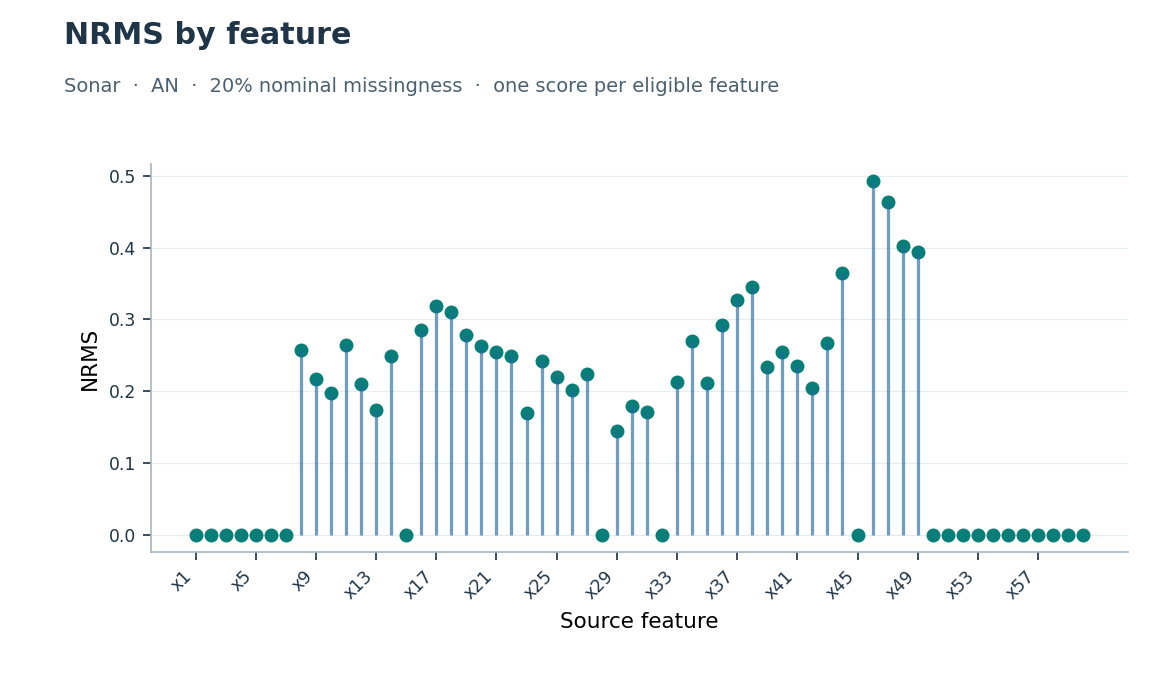 NRMS by feature
Sonar · AN · 20% nominal missingness · one score per eligible feature
0.5
0.4
0.3
0.2
0.1
0.0
NRMS
x1 x5 x9 x13 x17 x21 x25 x29 x33 x37 x41 x45 x49 x53 x57
Source feature